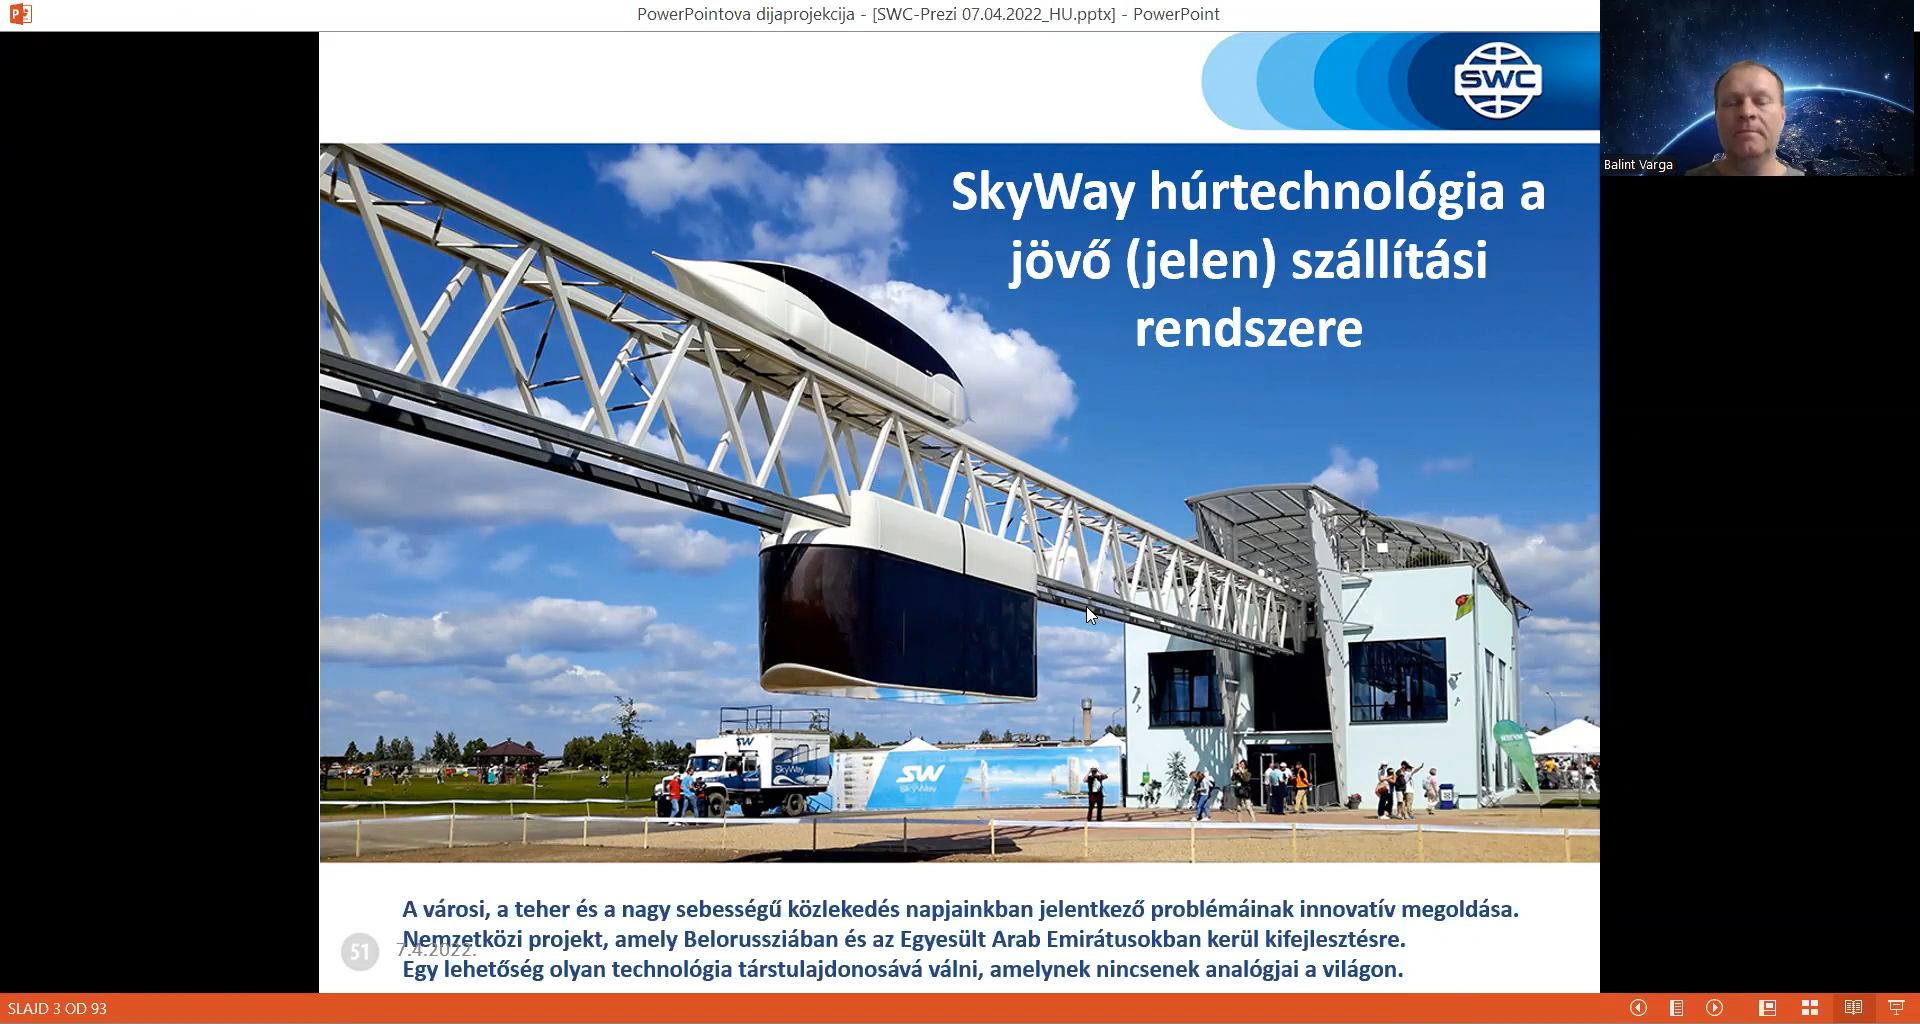 PowerPointova dijaprojekcija - [SWC-Prezi 07.04.2022_HU.pptx] - PowerPoint
SWC
Balint Varga
SkyWay húrtechnológia a
jövő (jelen) szállítási
rendszere
SW
SkyWay
SW
SkyWay
A városi, a teher és a nagy sebességű közlekedés napjainkban jelentkező problémáinak innovatív megoldása.
Nemzetközi projekt, amely Belorussziában és az Egyesült Arab Emirátusokban kerül kifejlesztésre.
51
7.4.2022.
Egy lehetőség olyan technológia társtulajdonosává válni, amelynek nincsenek analógjai a világon.
SLAJD 3 OD 93